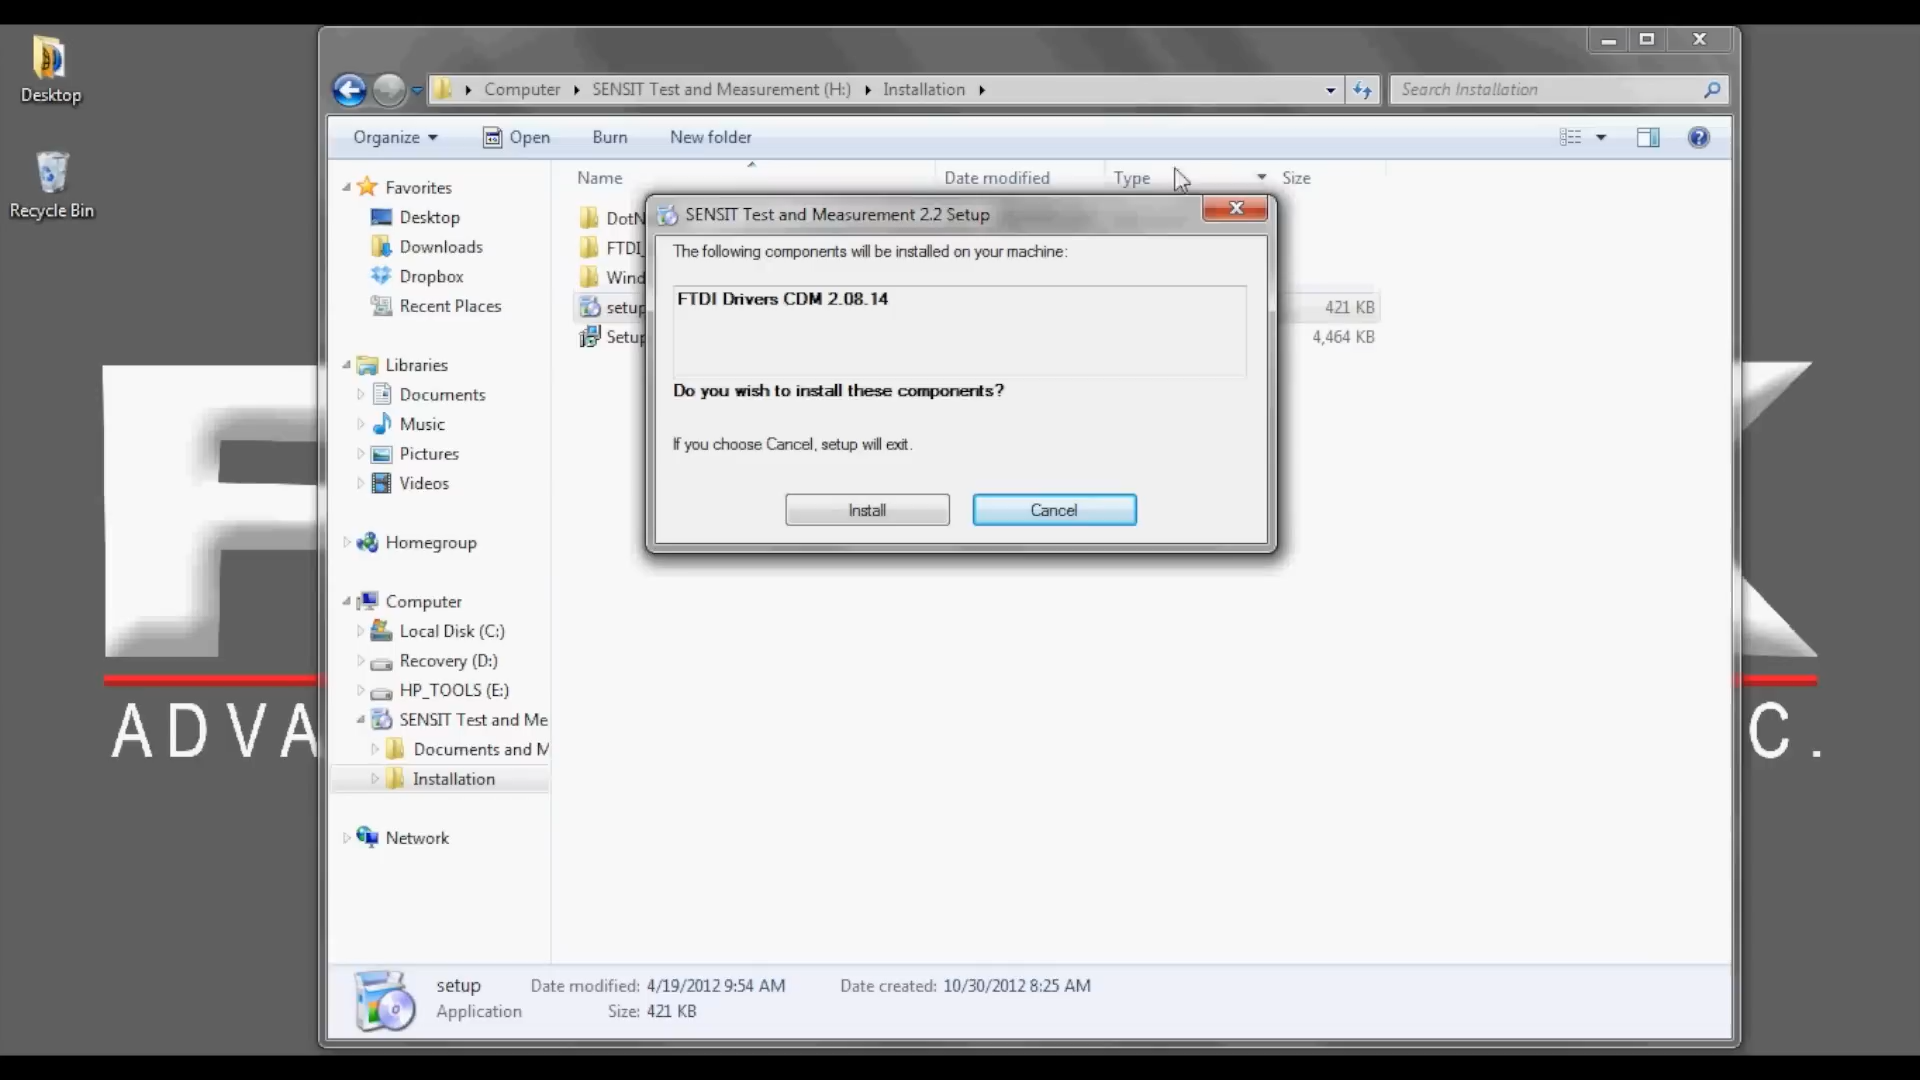 Desktop
Recycle Bin
Computer
SENSIT Test and Measurement (H:)
Installation
Search Installation
Organize
Open
Burn
New folder
Name
Date modified
Type
Size
Favorites
Desktop
Downloads
Dropbox
Recent Places
Libraries
Documents
Music
Pictures
Videos
Homegroup
Computer
Local Disk (C:)
Recovery (D:)
HP_TOOLS (E:)
SENSIT Test and Me
Documents and M
Installation
Network
DotN
FTDI_
Wind
setup
421 KB
Setup
4,464 KB
SENSIT Test and Measurement 2.2 Setup
The following components will be installed on your machine:
FTDI Drivers CDM 2.08.14
Do you wish to install these components?
If you choose Cancel, setup will exit.
Install
Cancel
setup
Date modified: 4/19/2012 9:54 AM
Date created: 10/30/2012 8:25 AM
Application
Size: 421 KB
ADVA
C.